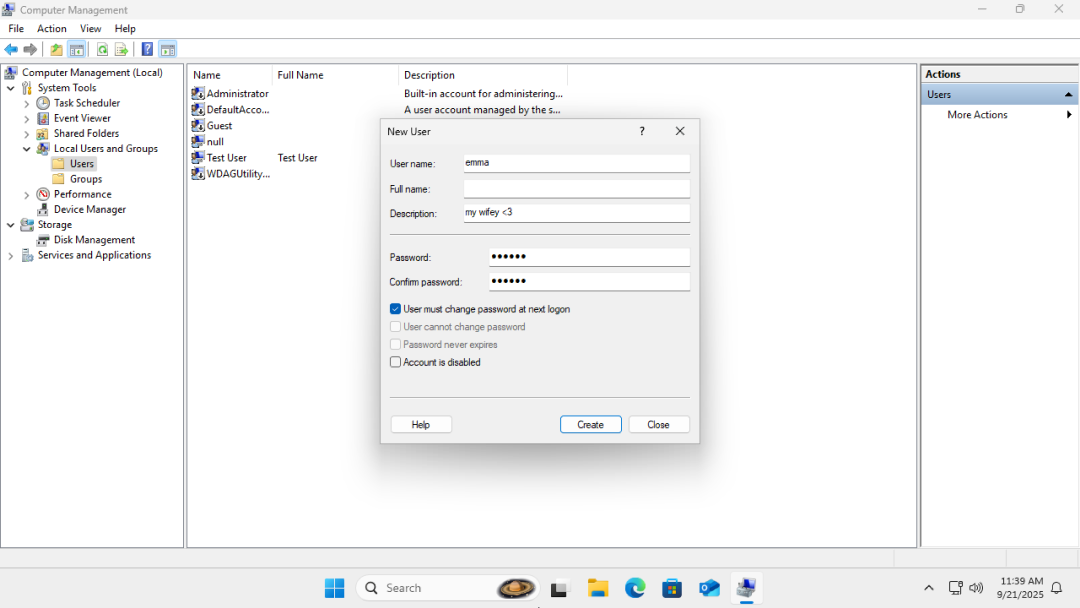 Computer Management
File Action View Help
Computer Management (Local)
System Tools
Task Scheduler
Event Viewer
Shared Folders
Local Users and Groups
Users
Groups
Performance
Device Manager
Storage
Disk Management
Services and Applications
Name Full Name Description
Administrator Built-in account for administering...
DefaultAcco... A user account managed by the s...
Guest
null
Test User Test User
WDAGUtility...
New User
?
User name: emma
Full name:
Description: my wifey <3
Password: ••••••
Confirm password: ••••••
User must change password at next logon
User cannot change password
Password never expires
Account is disabled
Help Create Close
Actions
Users
More Actions
Search
11:39 AM
9/21/2025